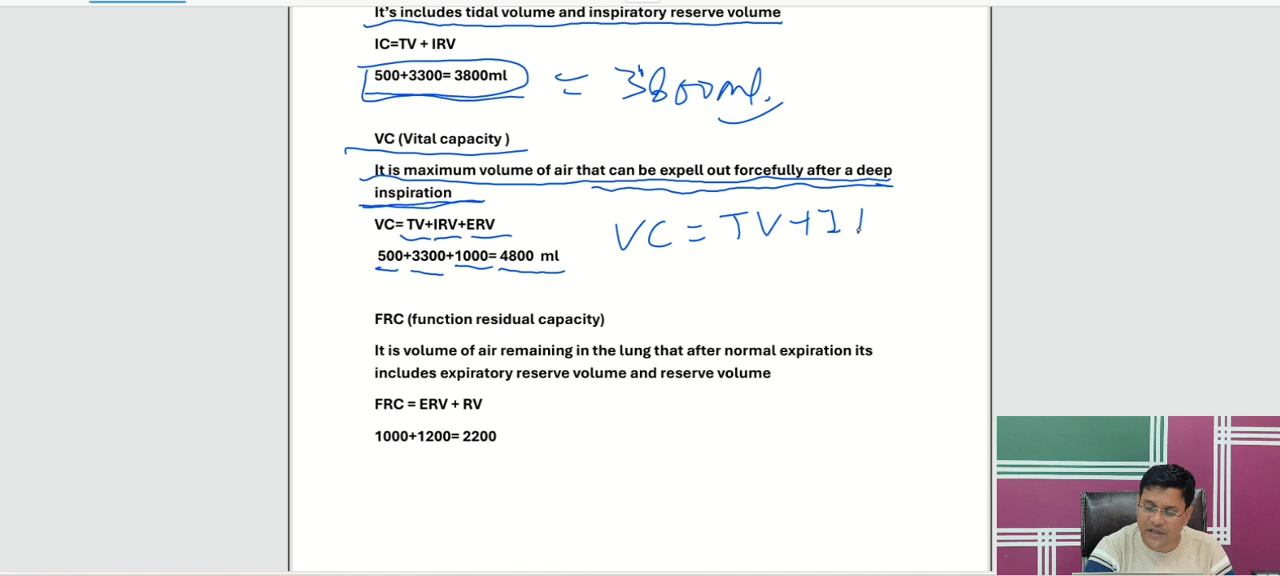 It's includes tidal volume and inspiratory reserve volume
IC=TV + IRV
500+3300= 3800ml = 3800ml.
VC (Vital capacity )
It is maximum volume of air that can be expell out forcefully after a deep
inspiration
VC= TV+IRV+ERV
VC = TV+I
500+3300+1000= 4800 ml
FRC (function residual capacity)
It is volume of air remaining in the lung that after normal expiration its
includes expiratory reserve volume and reserve volume
FRC = ERV + RV
1000+1200= 2200